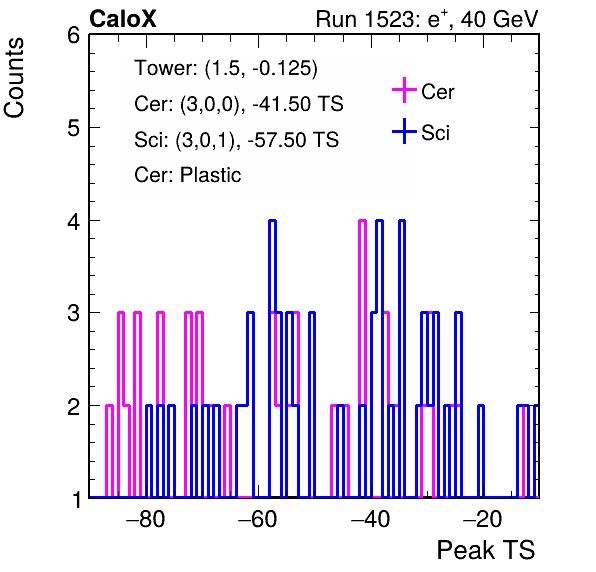 CaloX Run 1523: e+, 40 GeV
Counts
6
5
4
3
2
1
Tower: (1.5, -0.125)
Cer: (3,0,0), -41.50 TS
Sci: (3,0,1), -57.50 TS
Cer: Plastic
Cer
Sci
−80 −60 −40 −20
Peak TS